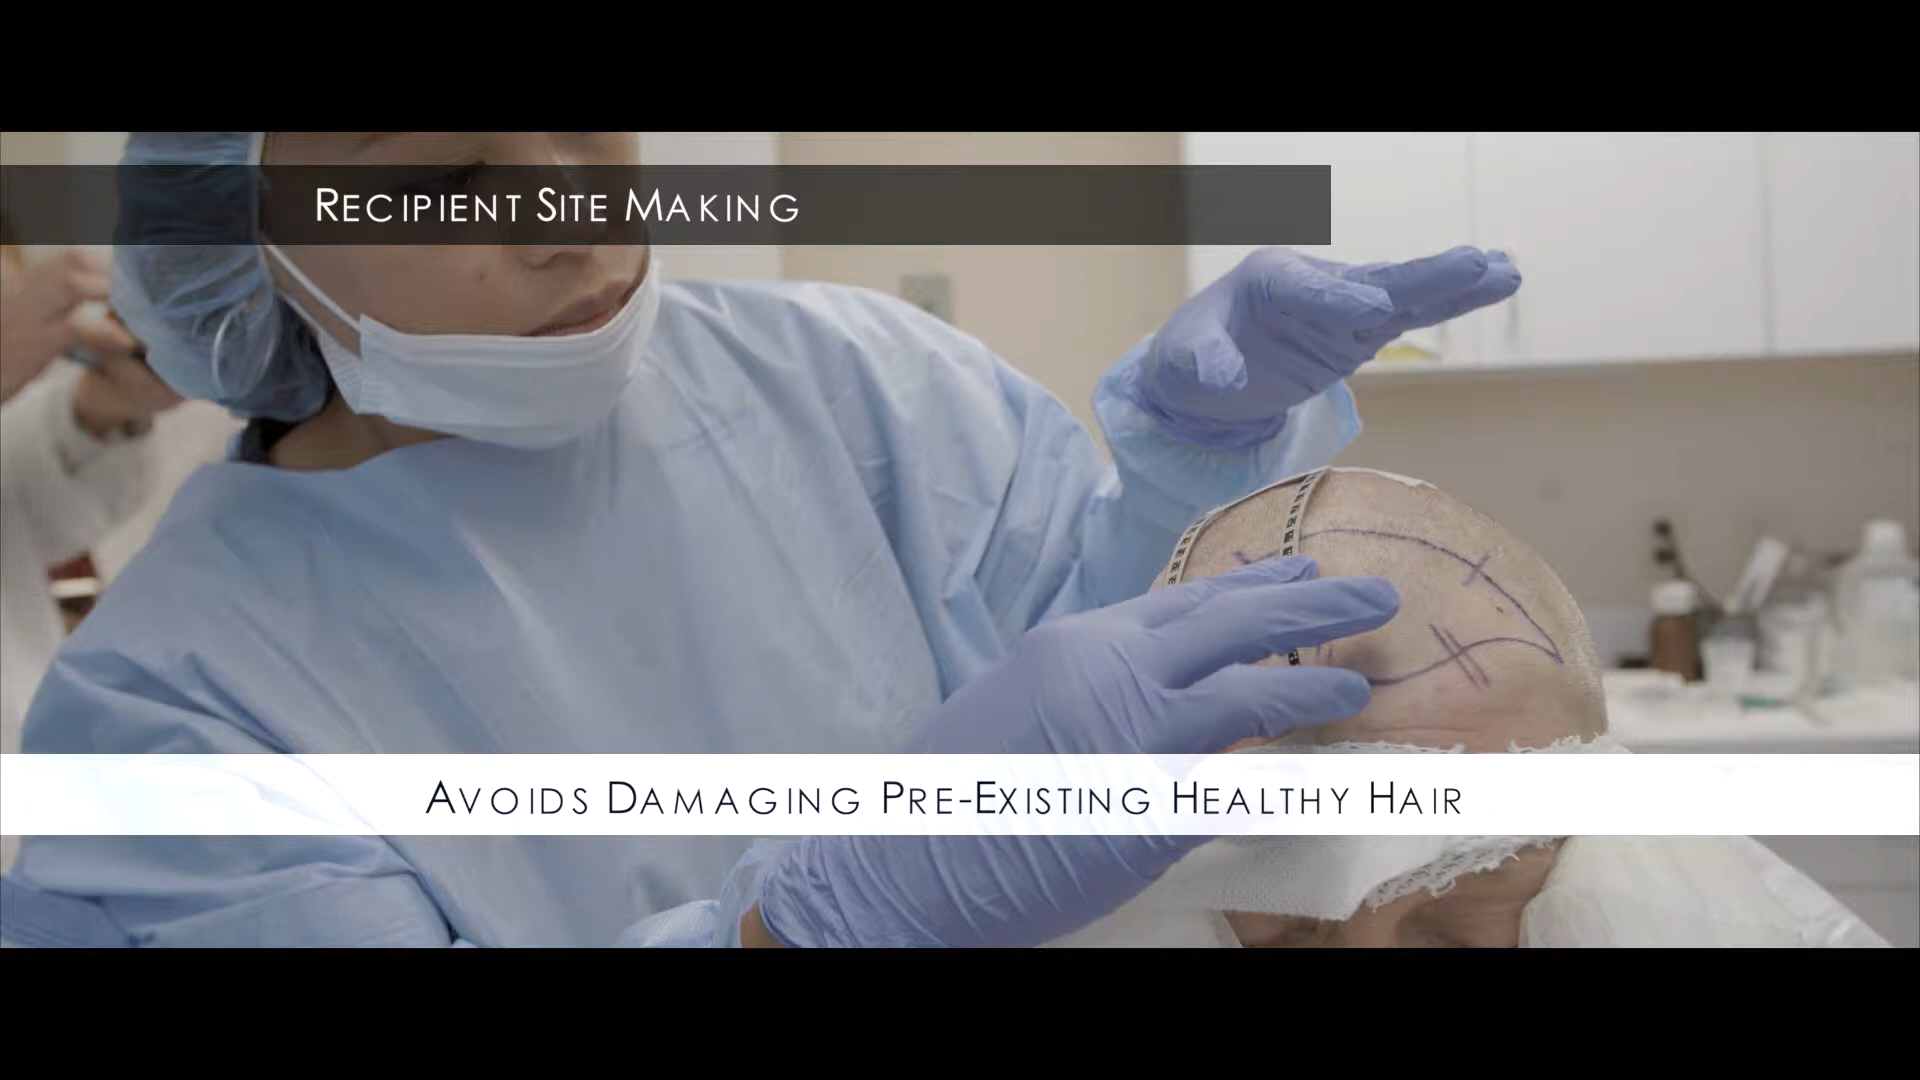 RECIPIENT SITE MAKING
AVOIDS DAMAGING PRE-EXISTING HEALTHY HAIR